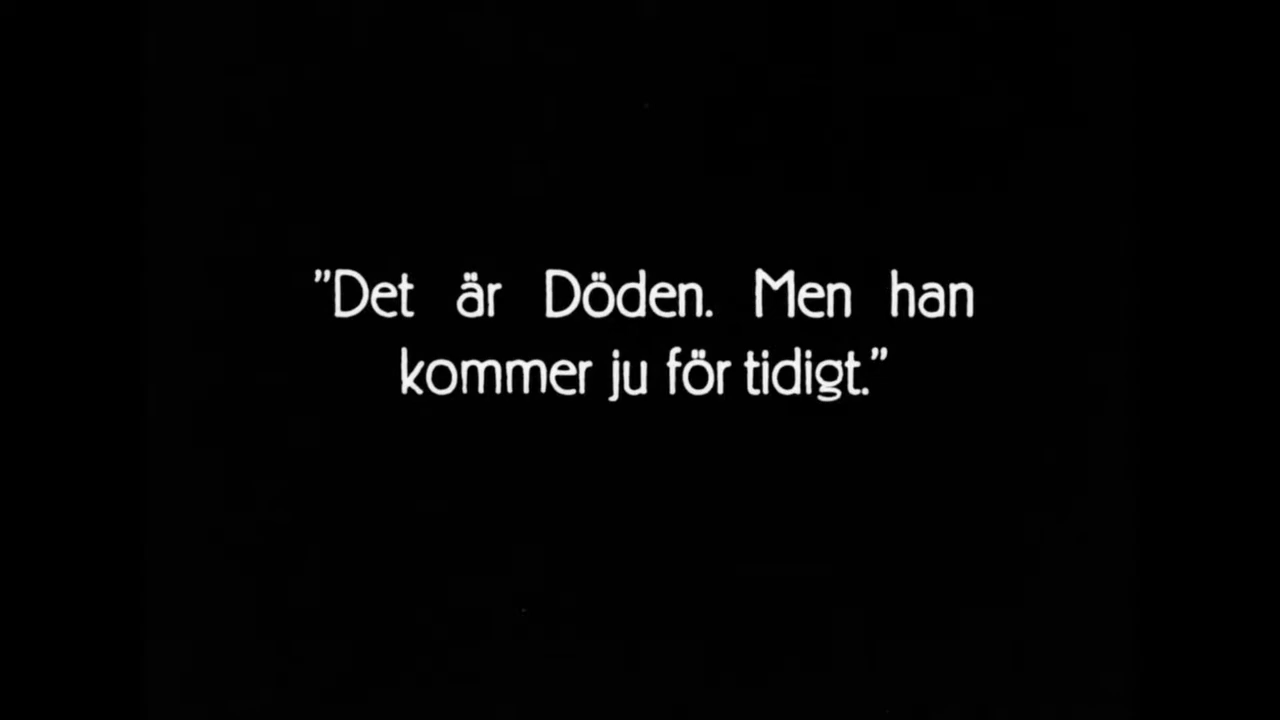 ”Det är Döden. Men han
kommer ju för tidigt.”